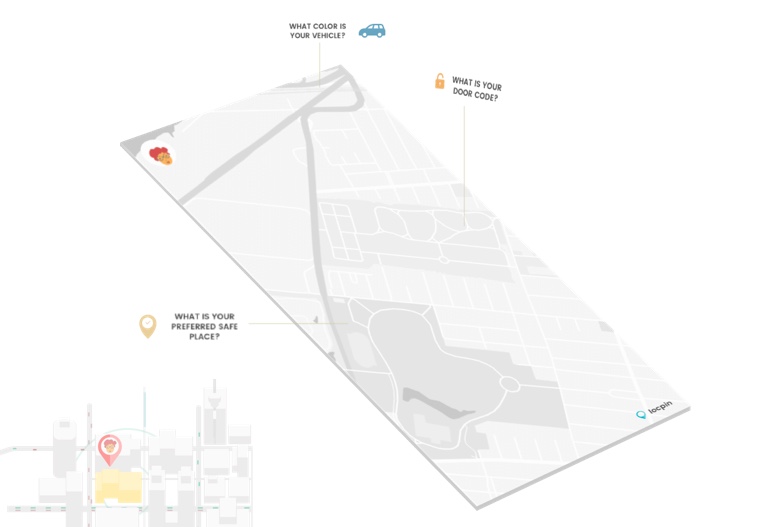 WHAT COLOR IS
YOUR VEHICLE?
WHAT IS YOUR
DOOR CODE?
WHAT IS YOUR
PREFERRED SAFE
PLACE?
locpin